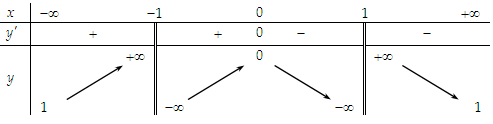 x −∞ −1 0 1 +∞
y′ + + 0 − −
+∞ 0 +∞
y
1 −∞ −∞ 1